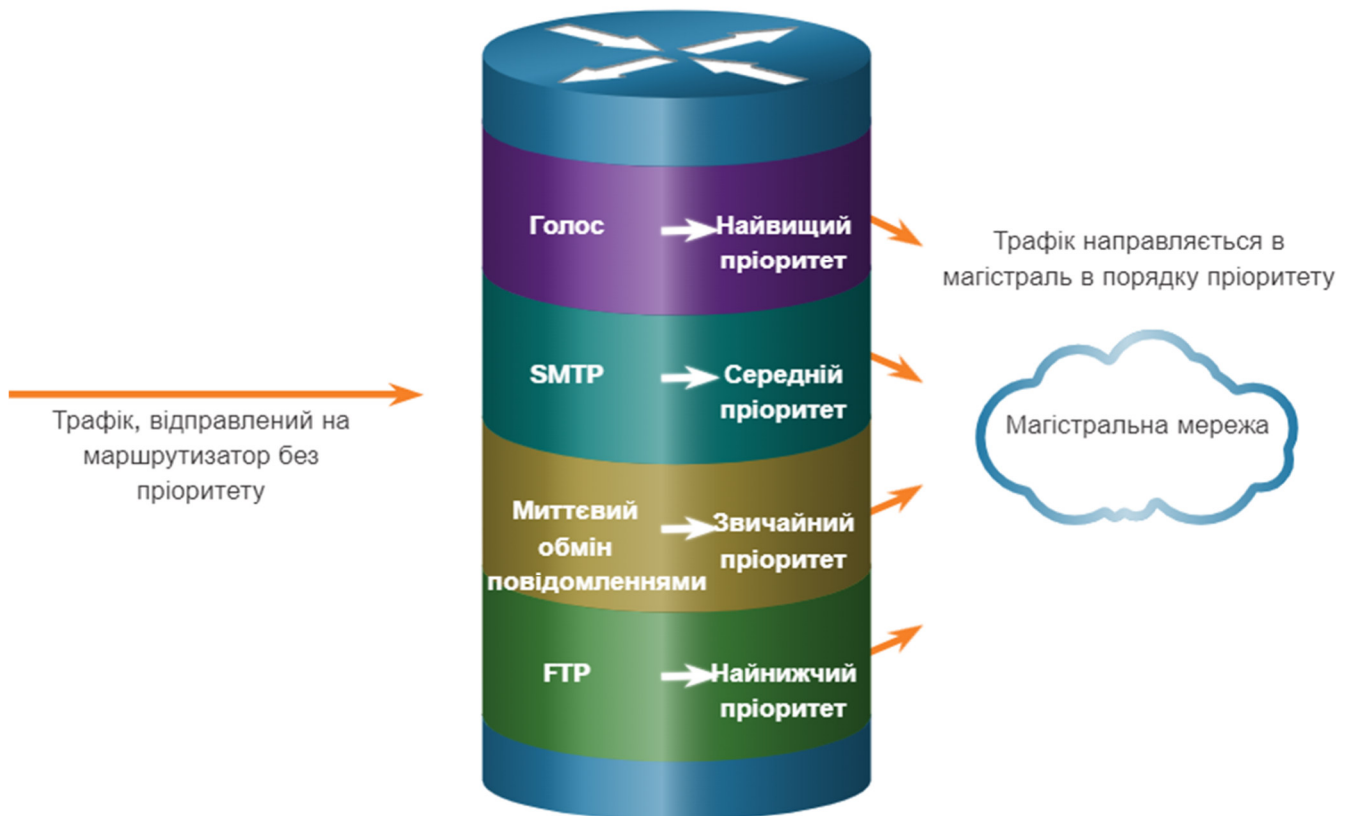 Трафік, відправлений на
маршрутизатор без
пріоритету
Голос
Найвищий
пріоритет
SMTP
Середній
пріоритет
Миттєвий
обмін
повідомленнями
Звичайний
пріоритет
FTP
Найнижчий
пріоритет
Трафік направляється в
магістраль в порядку пріоритету
Магістральна мережа